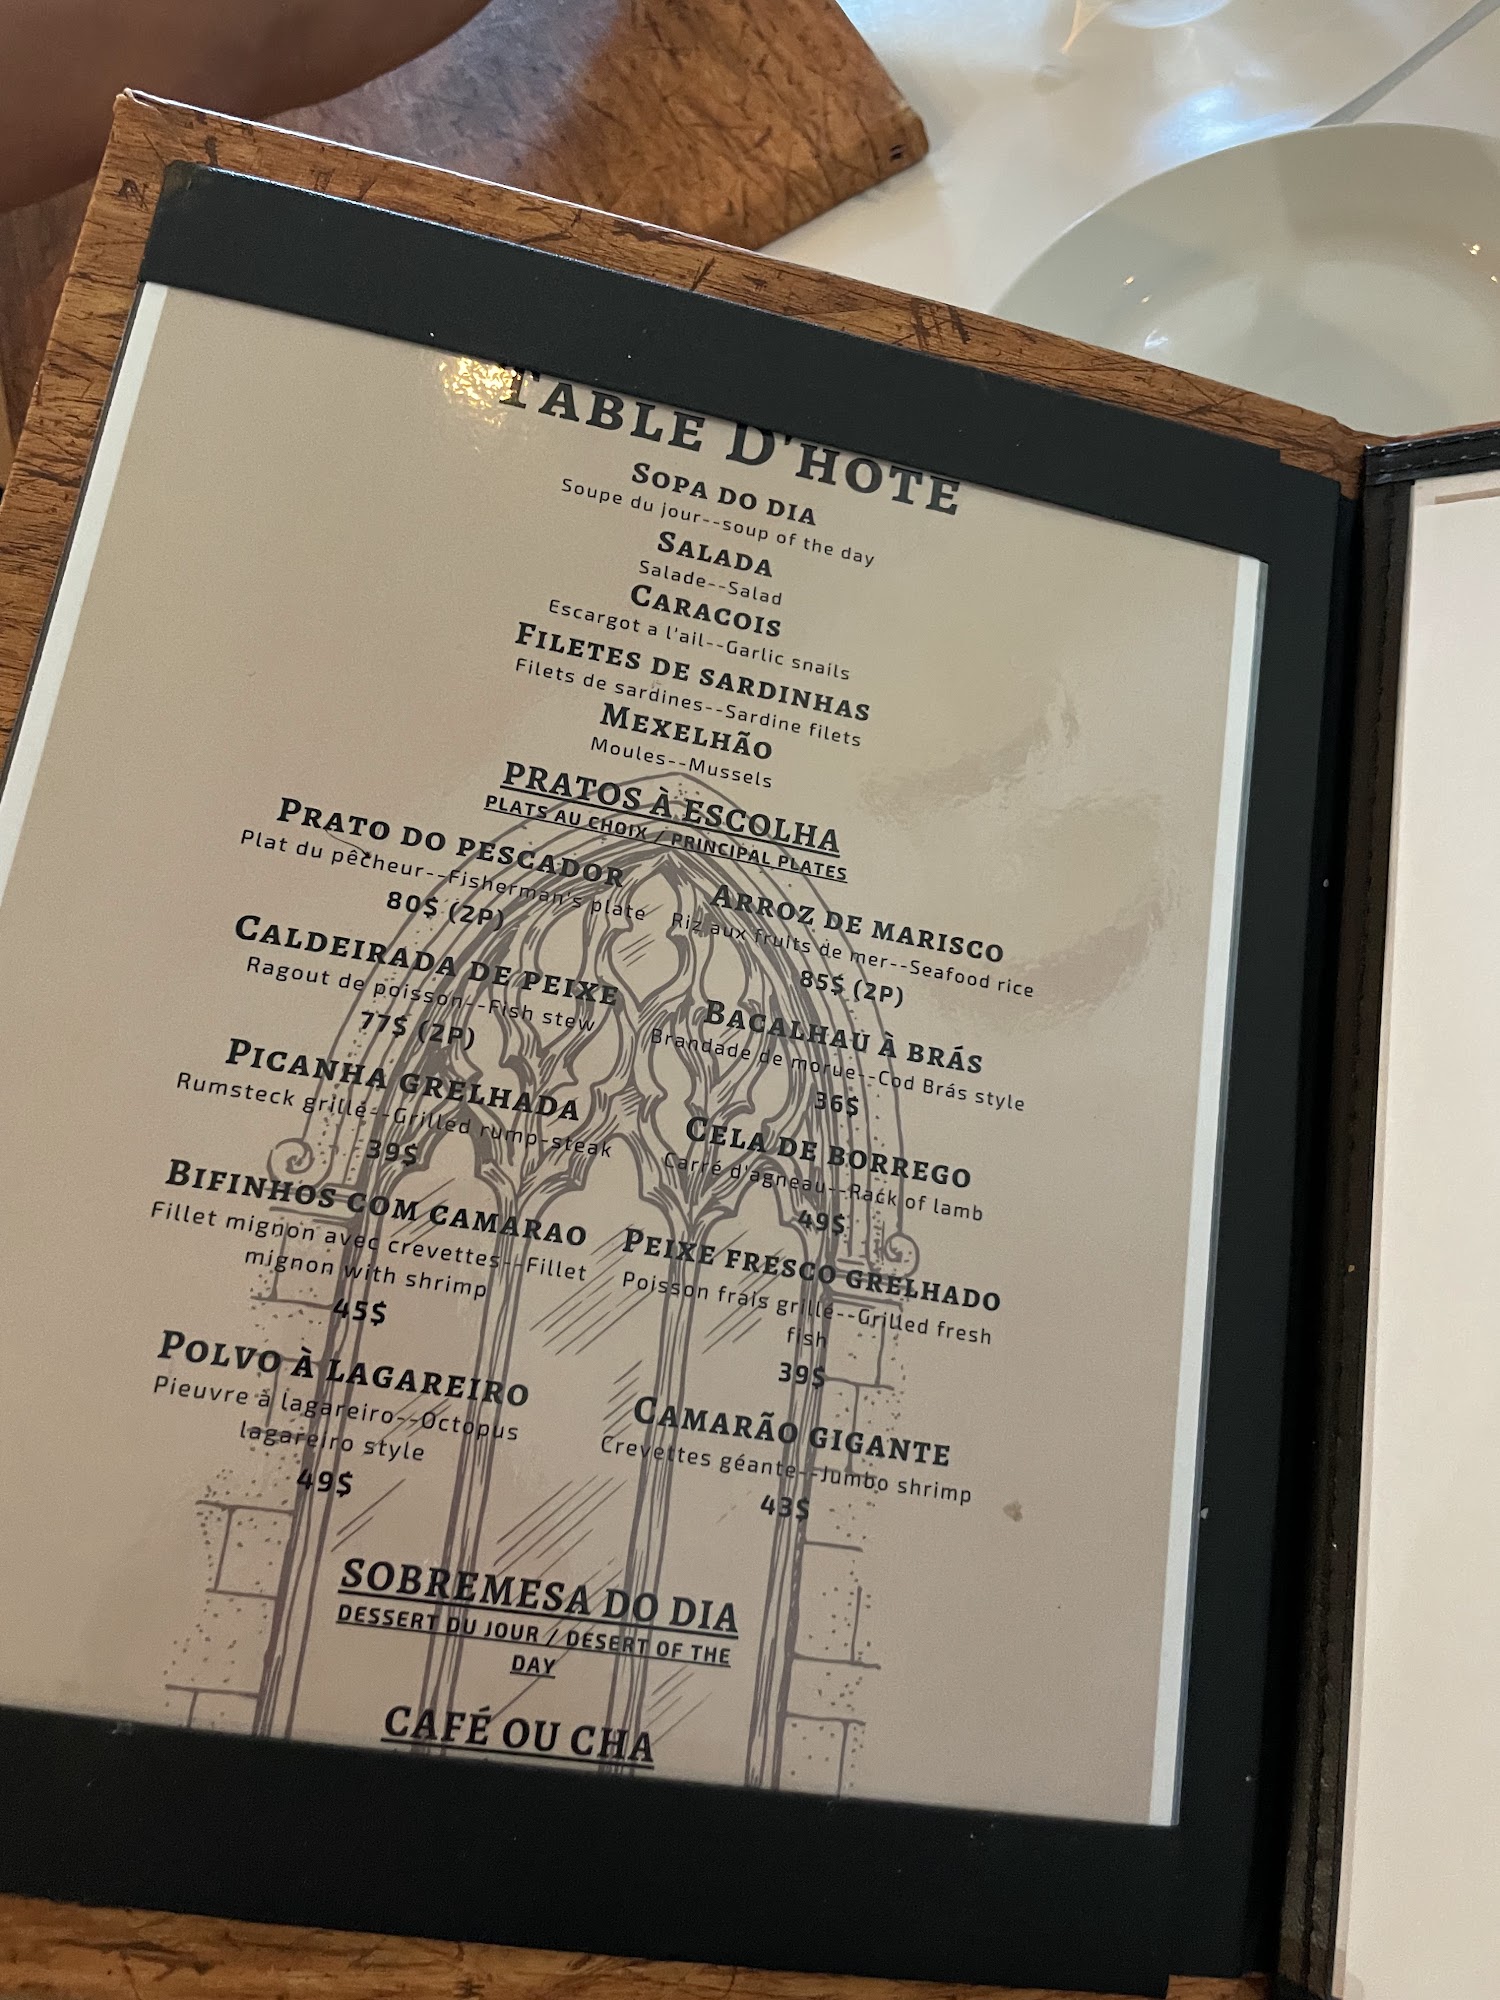 TABLE D'HÔTE
SOPA DO DIA
Soupe du jour--soup of the day
SALADA
Salade--Salad
CARACOIS
Escargot a l'ail--Garlic snails
FILETES DE SARDINHAS
Filets de sardines--Sardine filets
MEXELHÃO
Moules--Mussels
PRATOS À ESCOLHA
PLATS AU CHOIX / PRINCIPAL PLATES
PRATO DO PESCADOR
Plat du pêcheur--Fisherman's plate
80$ (2P)
CALDEIRADA DE PEIXE
Ragout de poisson--Fish stew
77$ (2P)
PICANHA GRELHADA
Rumsteck grillé--Grilled rump-steak
39$
BIFINHOS COM CAMARAO
Fillet mignon avec crevettes--Fillet
mignon with shrimp
45$
POLVO À LAGAREIRO
Pieuvre à lagareiro--Octopus
lagareiro style
49$
ARROZ DE MARISCO
Riz aux fruits de mer--Seafood rice
85$ (2P)
BACALHAU À BRÁS
Brandade de morue--Cod Brás style
36$
CELA DE BORREGO
Carré d'agneau--Rack of lamb
49$
PEIXE FRESCO GRELHADO
Poisson frais grillé--Grilled fresh
fish
39$
CAMARÃO GIGANTE
Crevettes géante--Jumbo shrimp
43$
SOBREMESA DO DIA
DESSERT DU JOUR / DESERT OF THE
DAY
CAFÉ OU CHA